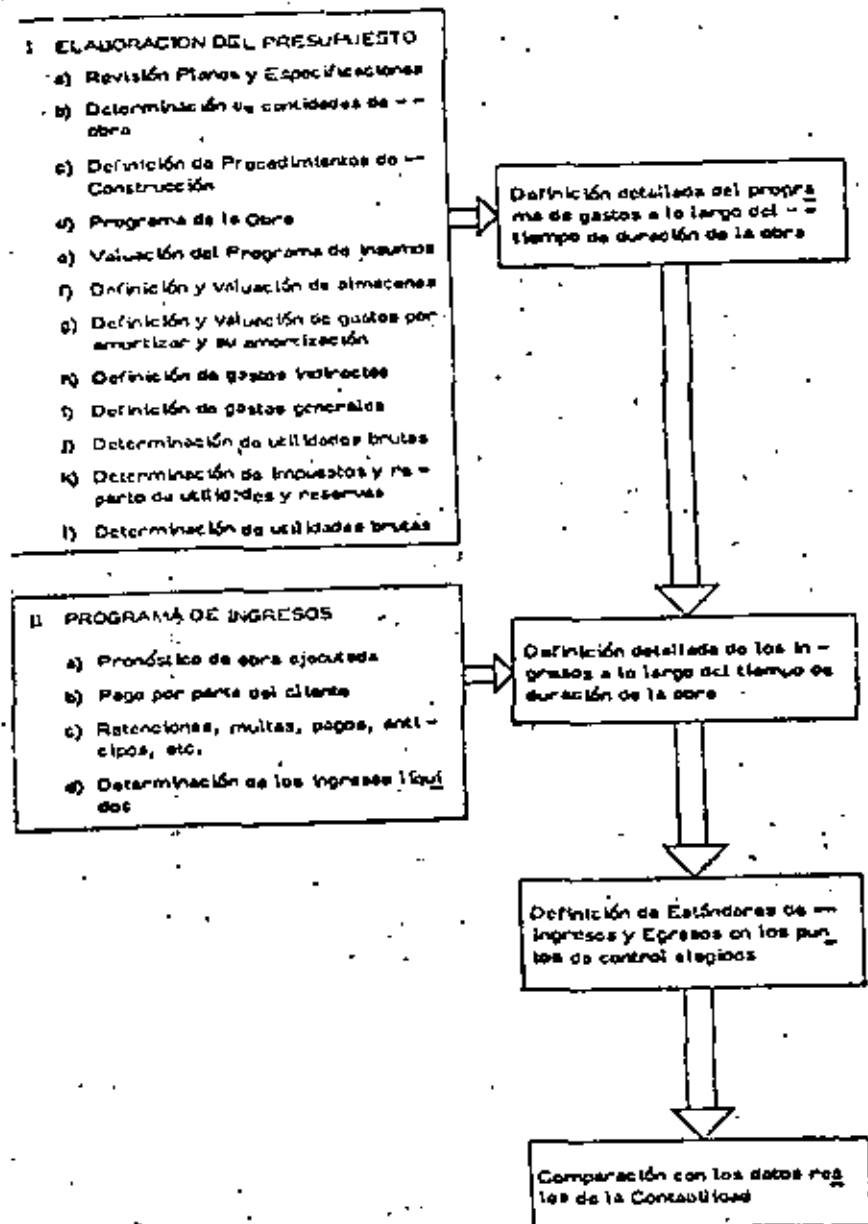 I ELABORACION DEL PRESUPUESTO
a) Revisión Planos y Especificaciones
b) Determinación de cantidades de - -
obra
c) Definición de Procedimientos de --
Construcción
d) Programa de la Obra
e) Valuación del Programa de Insumos
f) Definición y Valuación de almacenes
g) Definición y Valuación de gastos por
amortizar y su amortización
h) Definición de gastos indirectos
i) Definición de gastos generales
j) Determinación de utilidades brutas
k) Determinación de impuestos y re -
parto de utilidades y reservas
l) Determinación de utilidades brutas
Definición detallada del progra
ma de gastos a lo largo del - -
tiempo de duración de la obra
II PROGRAMA DE INGRESOS
a) Pronóstico de obra ejecutada
b) Pago por parte del cliente
c) Retenciones, multas, pagos, anti -
cipos, etc.
d) Determinación de los ingresos líqui
dos
Definición detallada de los in -
gresos a lo largo del tiempo de
duración de la obra
Definición de Estándares de --
Ingresos y Egresos en los pun
tos de control elegidos
Comparación con los datos rea
les de la Contabilidad